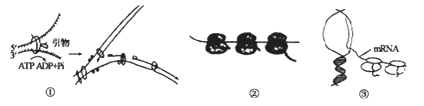 引物
5'
3'
ATP ADP+Pi
mRNA
① ② ③